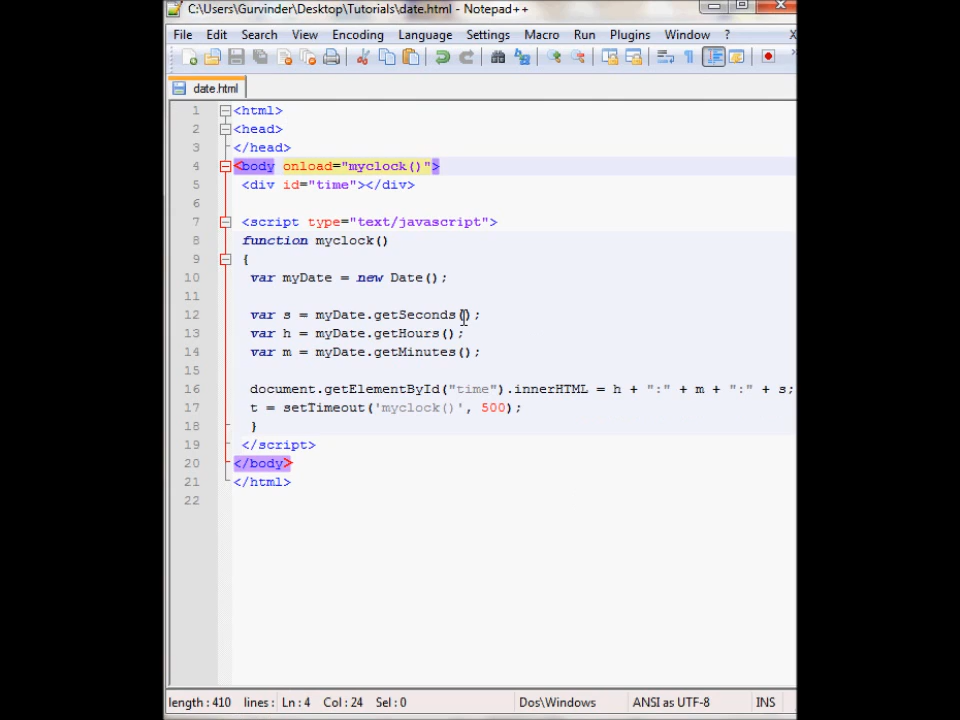 C:\Users\Gurvinder\Desktop\Tutorials\date.html - Notepad++
File Edit Search View Encoding Language Settings Macro Run Plugins Window ? X
date.html
1 <html>
2 <head>
3 </head>
4 <body onload="myclock()">
5 <div id="time"></div>
6
7 <script type="text/javascript">
8 function myclock()
9 {
10 var myDate = new Date();
11
12 var s = myDate.getSeconds();
13 var h = myDate.getHours();
14 var m = myDate.getMinutes();
15
16 document.getElementById("time").innerHTML = h + ":" + m + ":" + s;
17 t = setTimeout('myclock()', 500);
18 }
19 </script>
20 </body>
21 </html>
22
length : 410 lines : Ln : 4 Col : 24 Sel : 0 Dos\Windows ANSI as UTF-8 INS